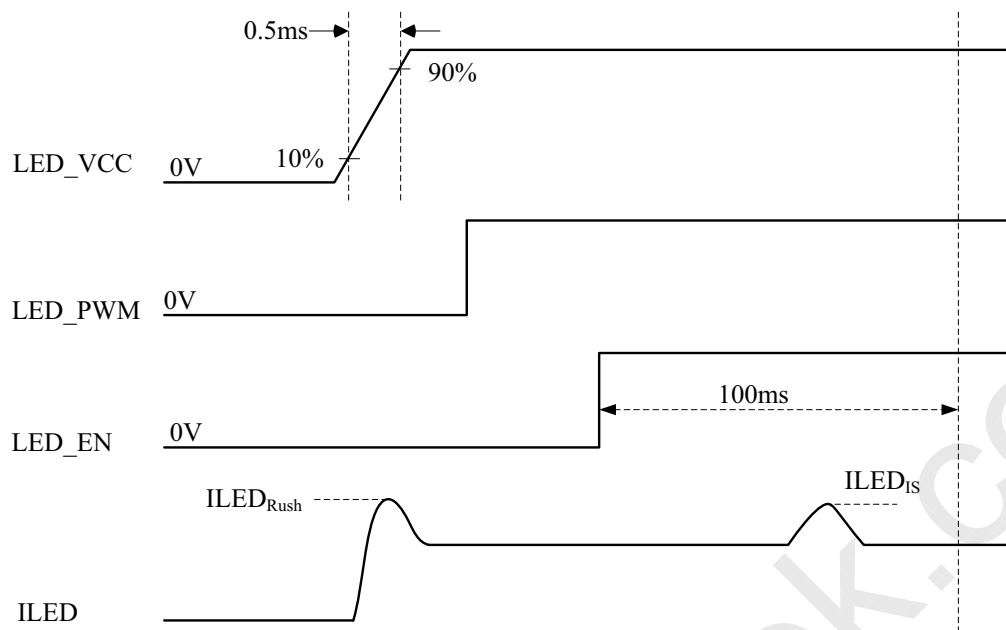 0.5ms
90%
10%
LED_VCC
0V
LED_PWM
0V
100ms
LED_EN
0V
ILED_Rush
ILED_IS
ILED